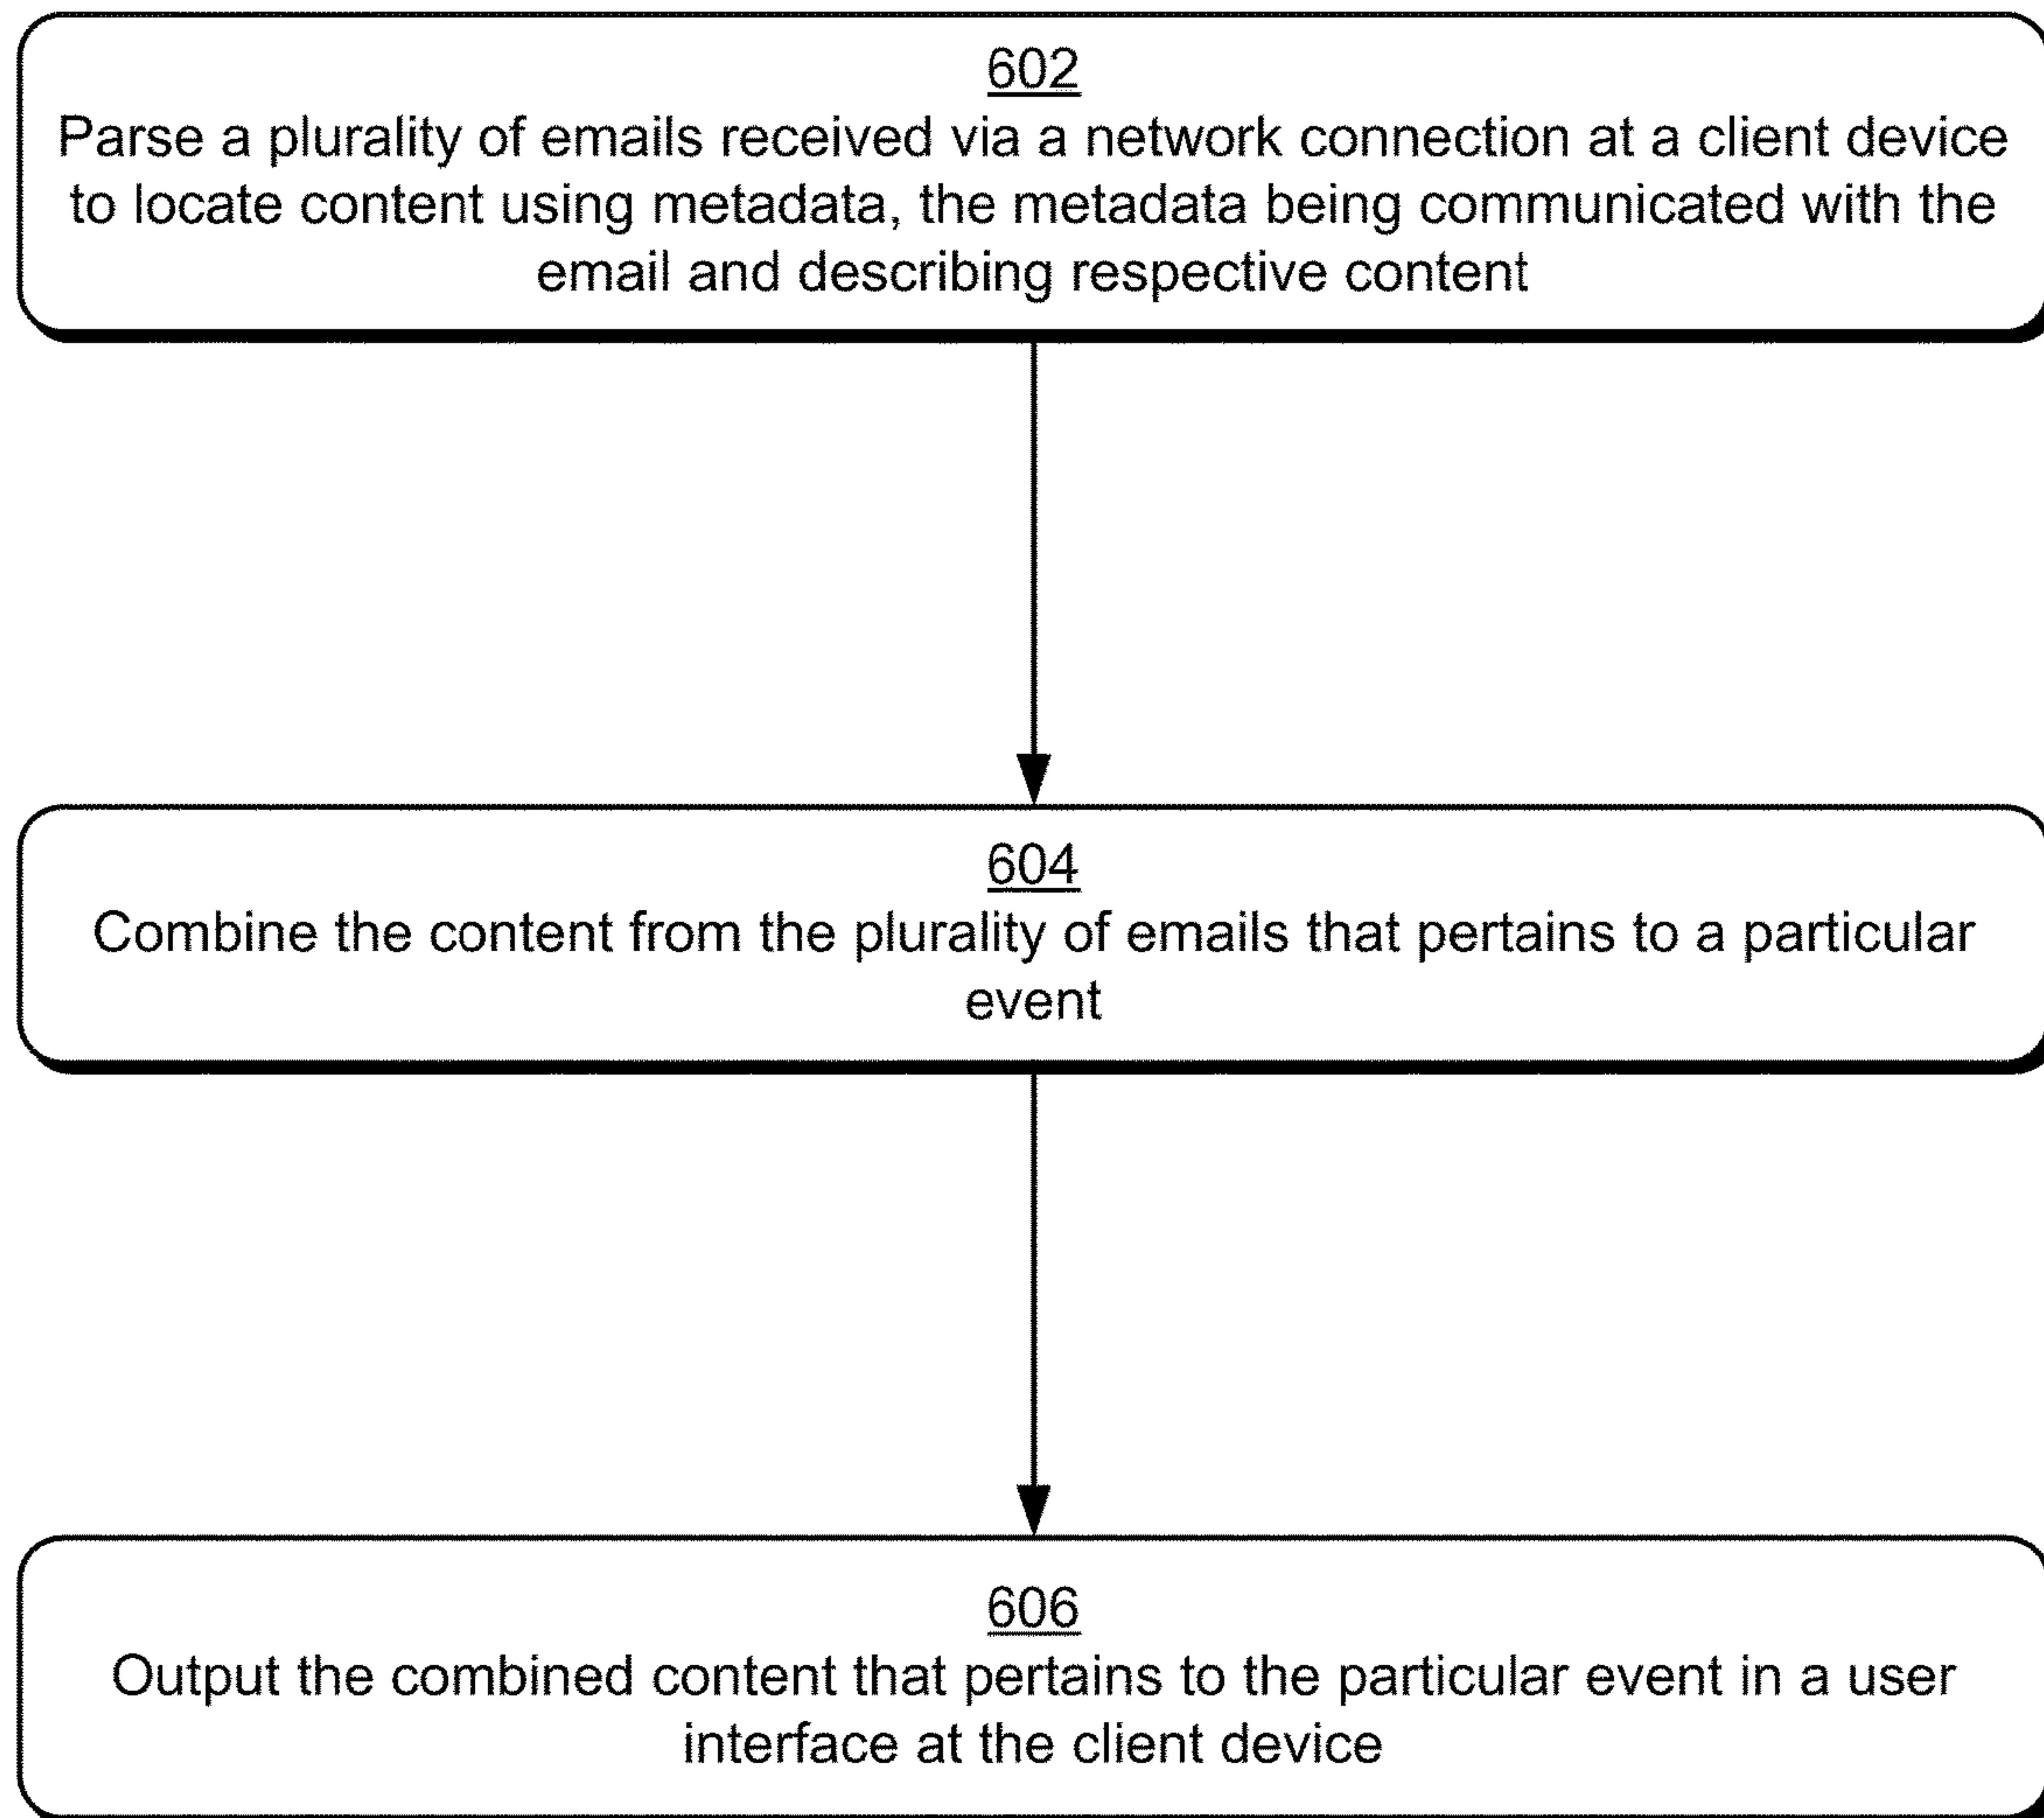 602
Parse a plurality of emails received via a network connection at a client device
to locate content using metadata, the metadata being communicated with the
email and describing respective content
604
Combine the content from the plurality of emails that pertains to a particular
event
606
Output the combined content that pertains to the particular event in a user
interface at the client device